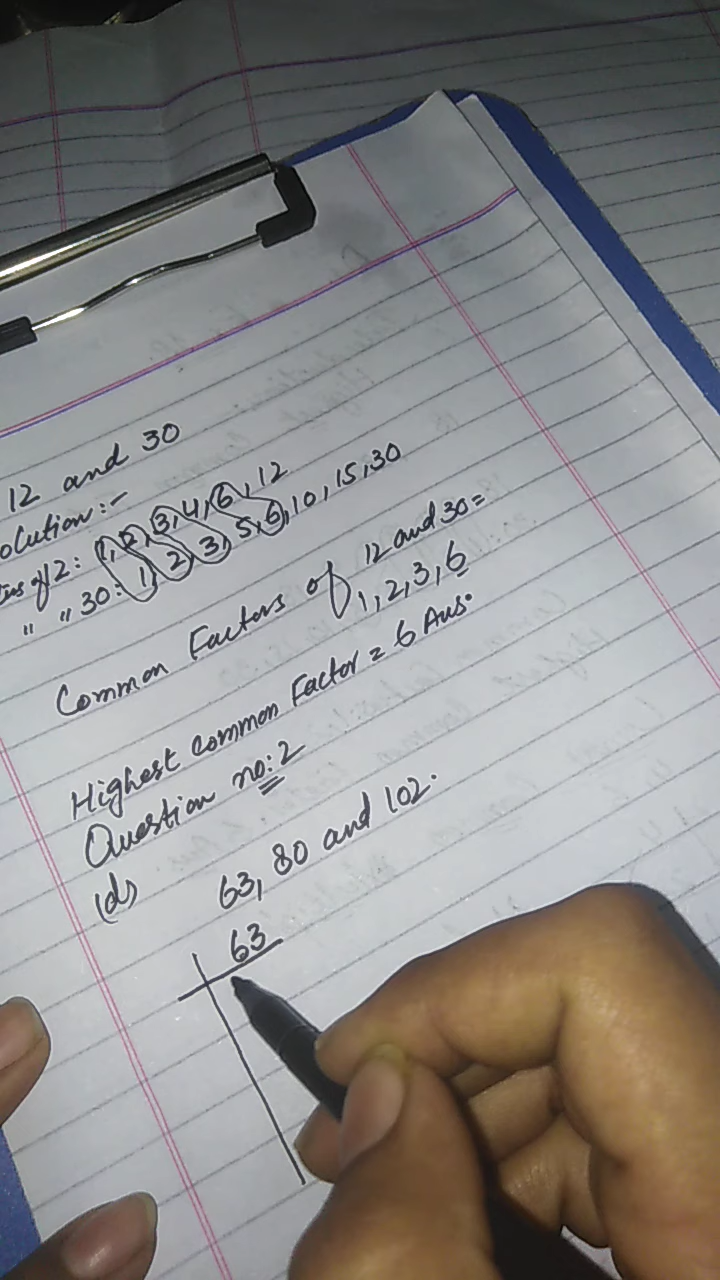 12 and 30
olution:-
12: 1, 2, 3, 4, 6, 12
" " 30: 1, 2, 3, 5, 6, 10, 15, 30
Common Factors of 12 and 30 =
1, 2, 3, 6
Highest Common Factor = 6 Ans.
Question no: 2
(d) 63, 80 and 102.
63